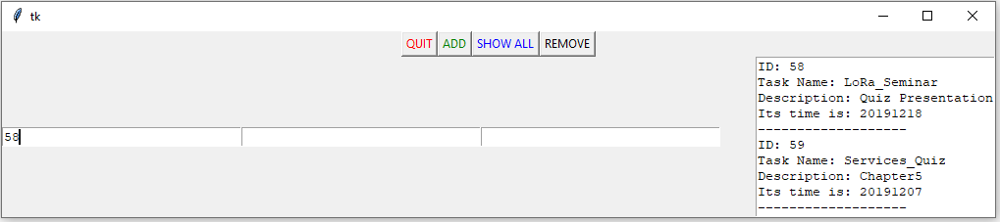 tk
QUIT ADD SHOW ALL REMOVE
58
ID: 58
Task Name: LoRa_Seminar
Description: Quiz Presentation
Its time is: 20191218
-------------------
ID: 59
Task Name: Services_Quiz
Description: Chapter5
Its time is: 20191207
-------------------